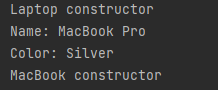 Laptop constructor
Name: MacBook Pro
Color: Silver
MacBook constructor